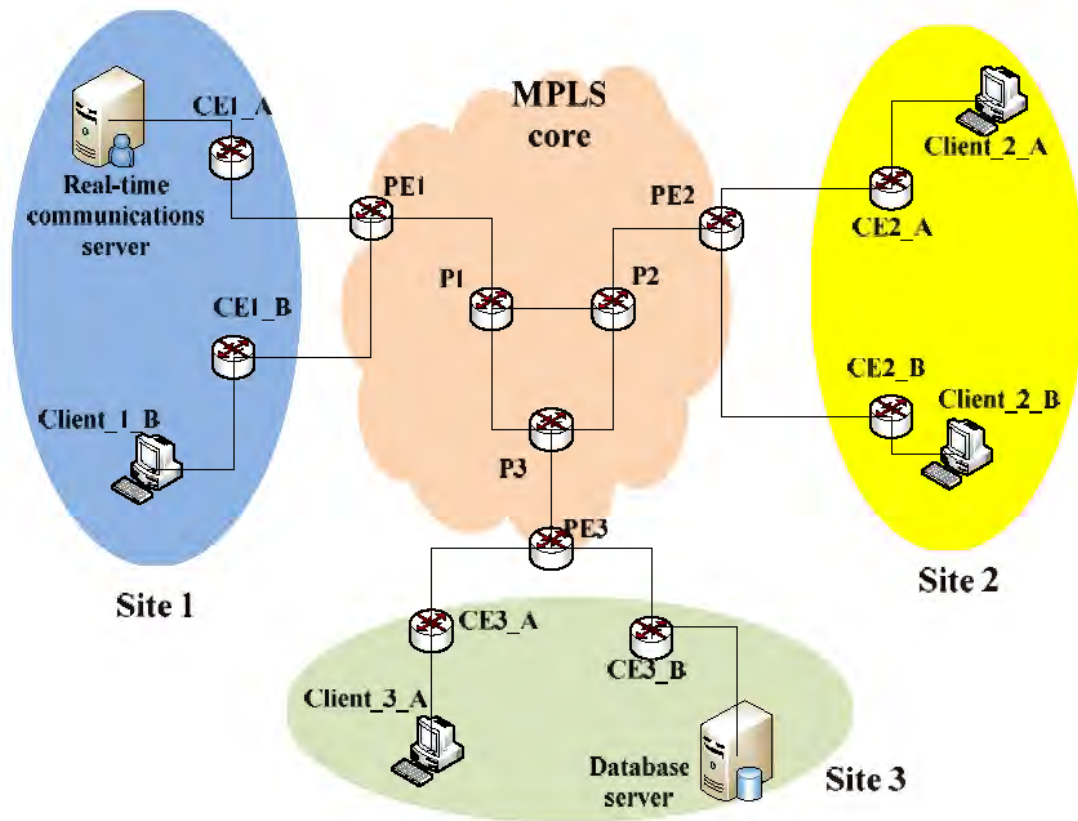 MPLS
core
CE1_A
Real-time
communications
server
PE1
CE1_B
Client_1_B
Site 1
P1
P2
P3
PE2
Client_2_A
CE2_A
CE2_B
Client_2_B
Site 2
PE3
CE3_A
CE3_B
Client_3_A
Database
server
Site 3